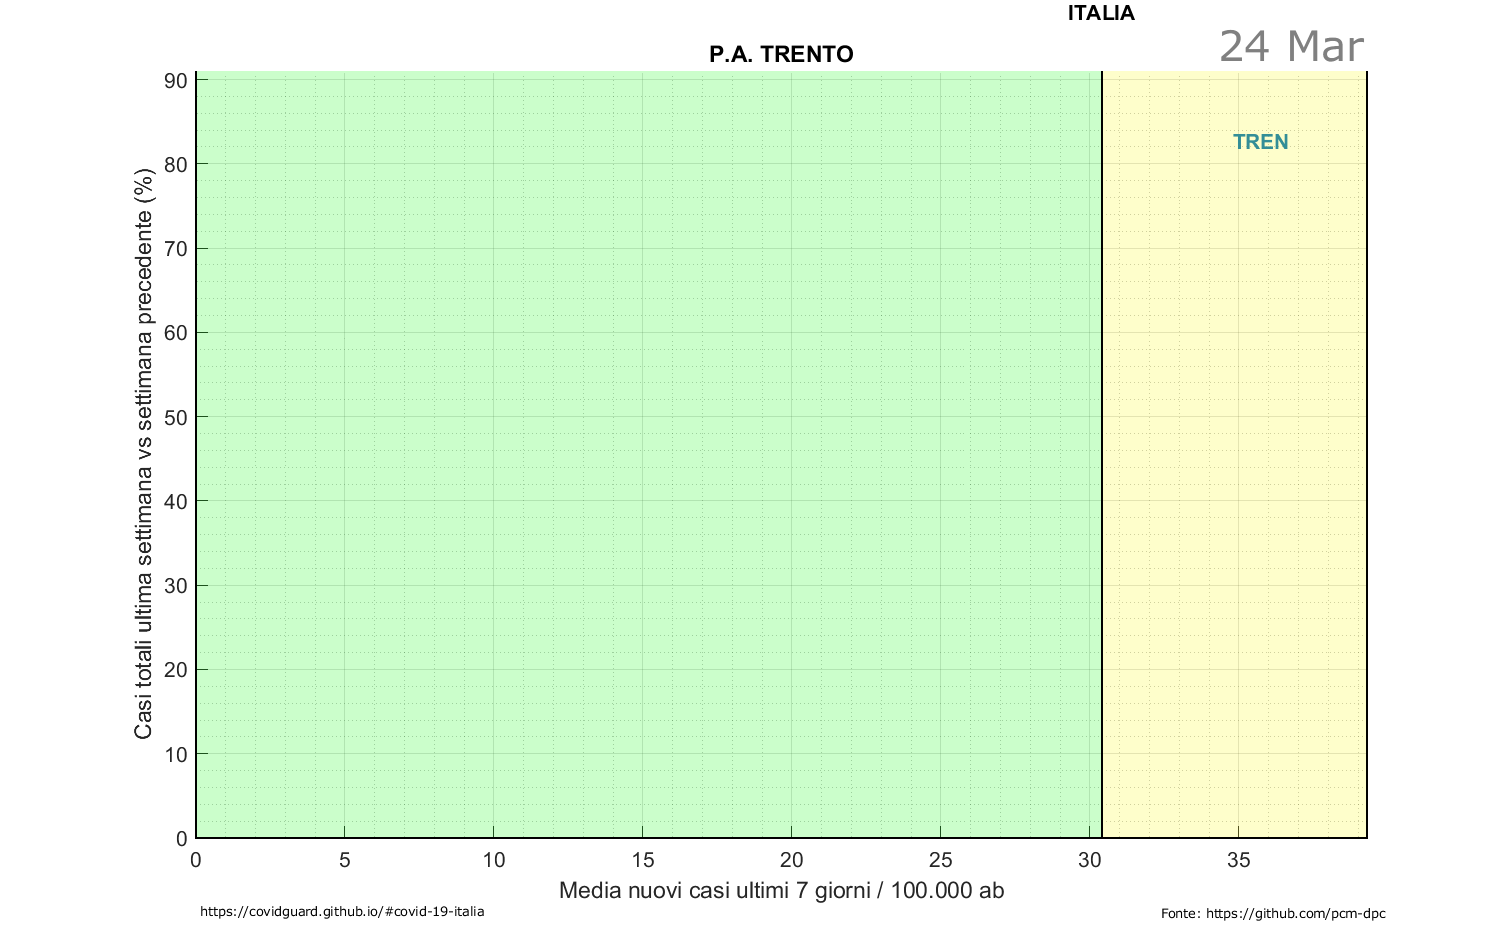 ITALIA
24 Mar
P.A. TRENTO
90
TREN
80
70
60
50
40
30
20
10
0
Casi totali ultima settimana vs settimana precedente (%)
0 5 10 15 20 25 30 35
Media nuovi casi ultimi 7 giorni / 100.000 ab
https://covidguard.github.io/#covid-19-italia
Fonte: https://github.com/pcm-dpc